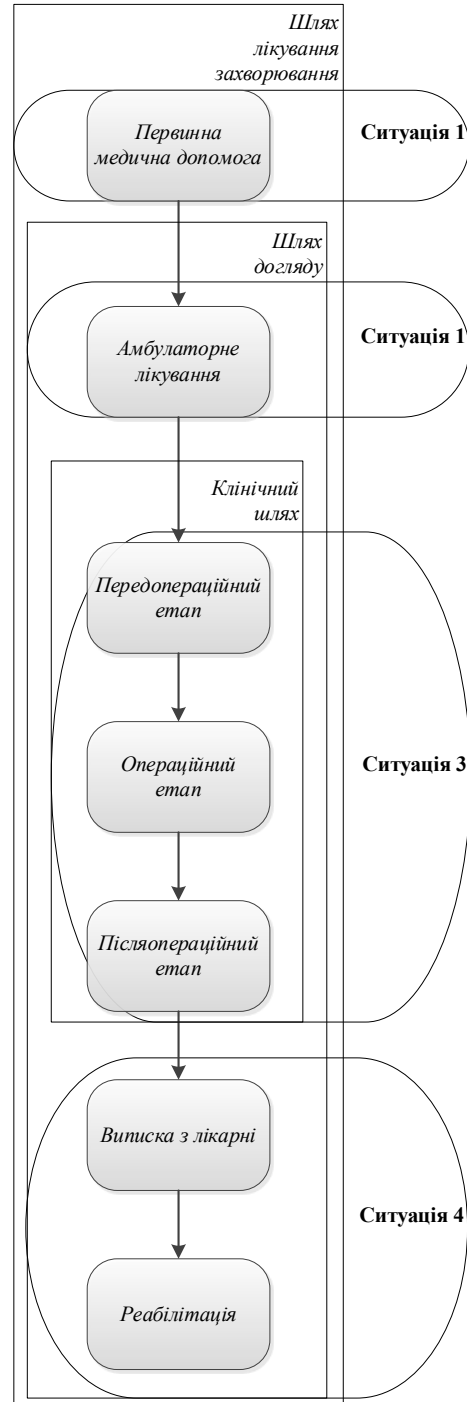 Шлях
лікування
захворювання
Первинна
медична допомога
Ситуація 1
Шлях
догляду
Амбулаторне
лікування
Ситуація 1
Клінічний
шлях
Передопераційний
етап
Операційний
етап
Ситуація 3
Післяопераційний
етап
Виписка з лікарні
Ситуація 4
Реабілітація